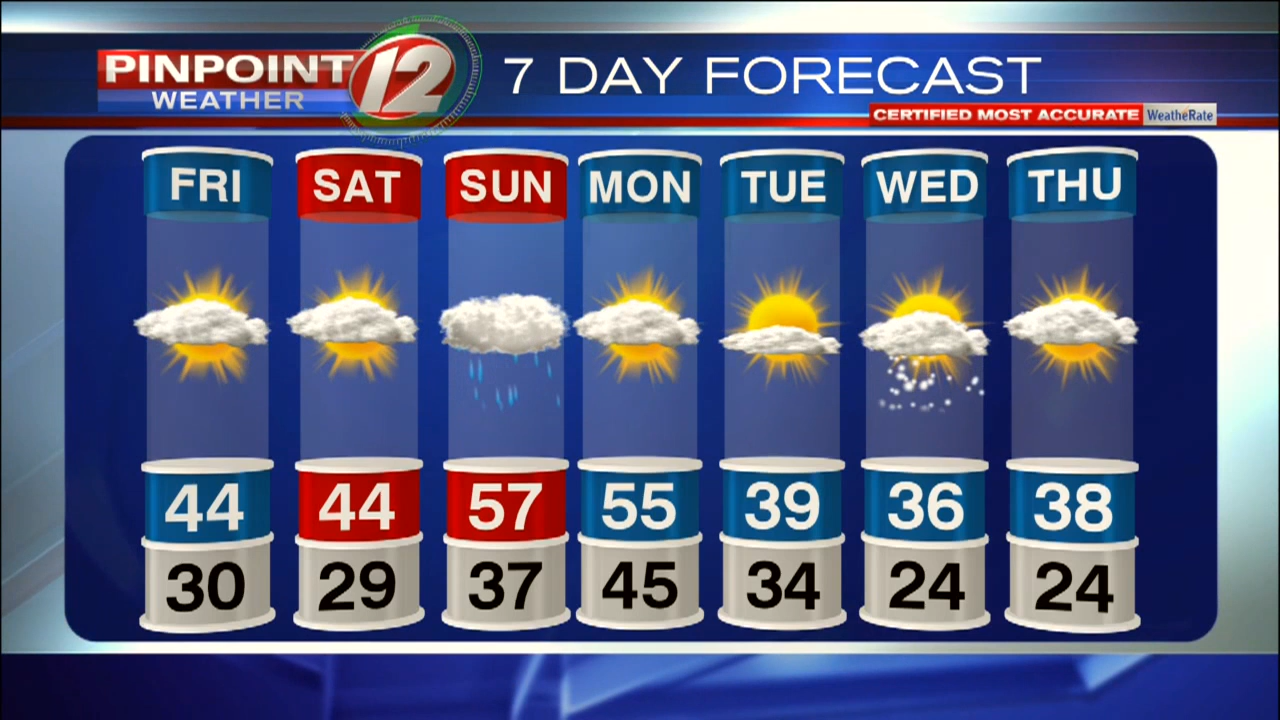 PINPOINT 12
WEATHER
7 DAY FORECAST
CERTIFIED MOST ACCURATE WeatheRate
FRI SAT SUN MON TUE WED THU
44 44 57 55 39 36 38
30 29 37 45 34 24 24